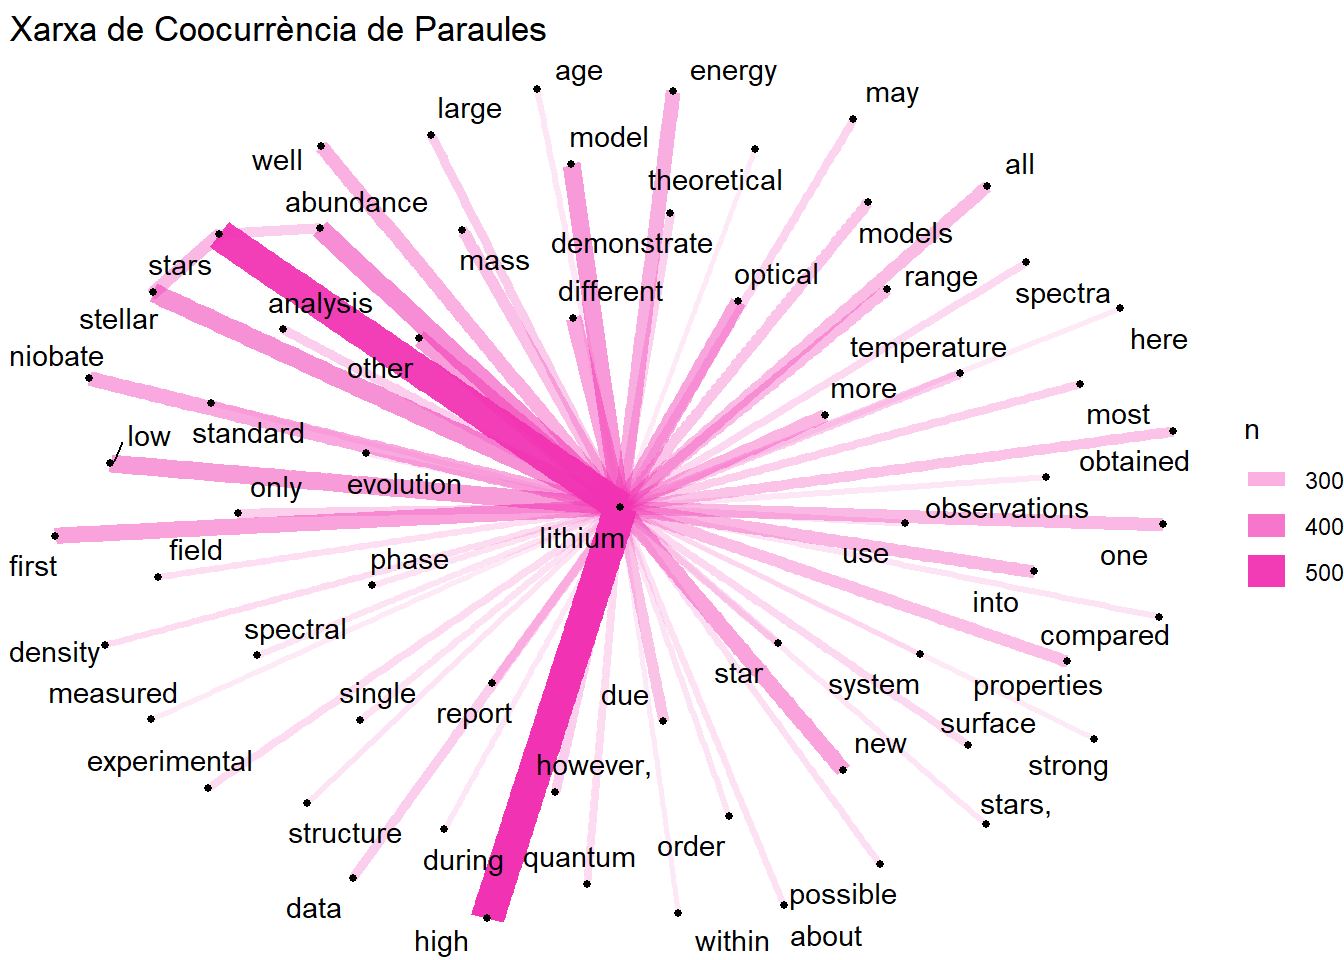 Xarxa de Coocurrència de Paraules
age
energy
may
large
model
well
theoretical
all
abundance
demonstrate
models
stars
mass
optical
range
analysis
different
spectra
stellar
here
niobate
other
temperature
more
low
standard
most
n
only
evolution
obtained
300
observations
400
first
field
phase
lithium
use
one
500
into
spectral
density
compared
measured
single
report
due
star
system
properties
surface
new
experimental
however,
strong
stars,
structure
during
quantum
order
data
possible
high
within
about